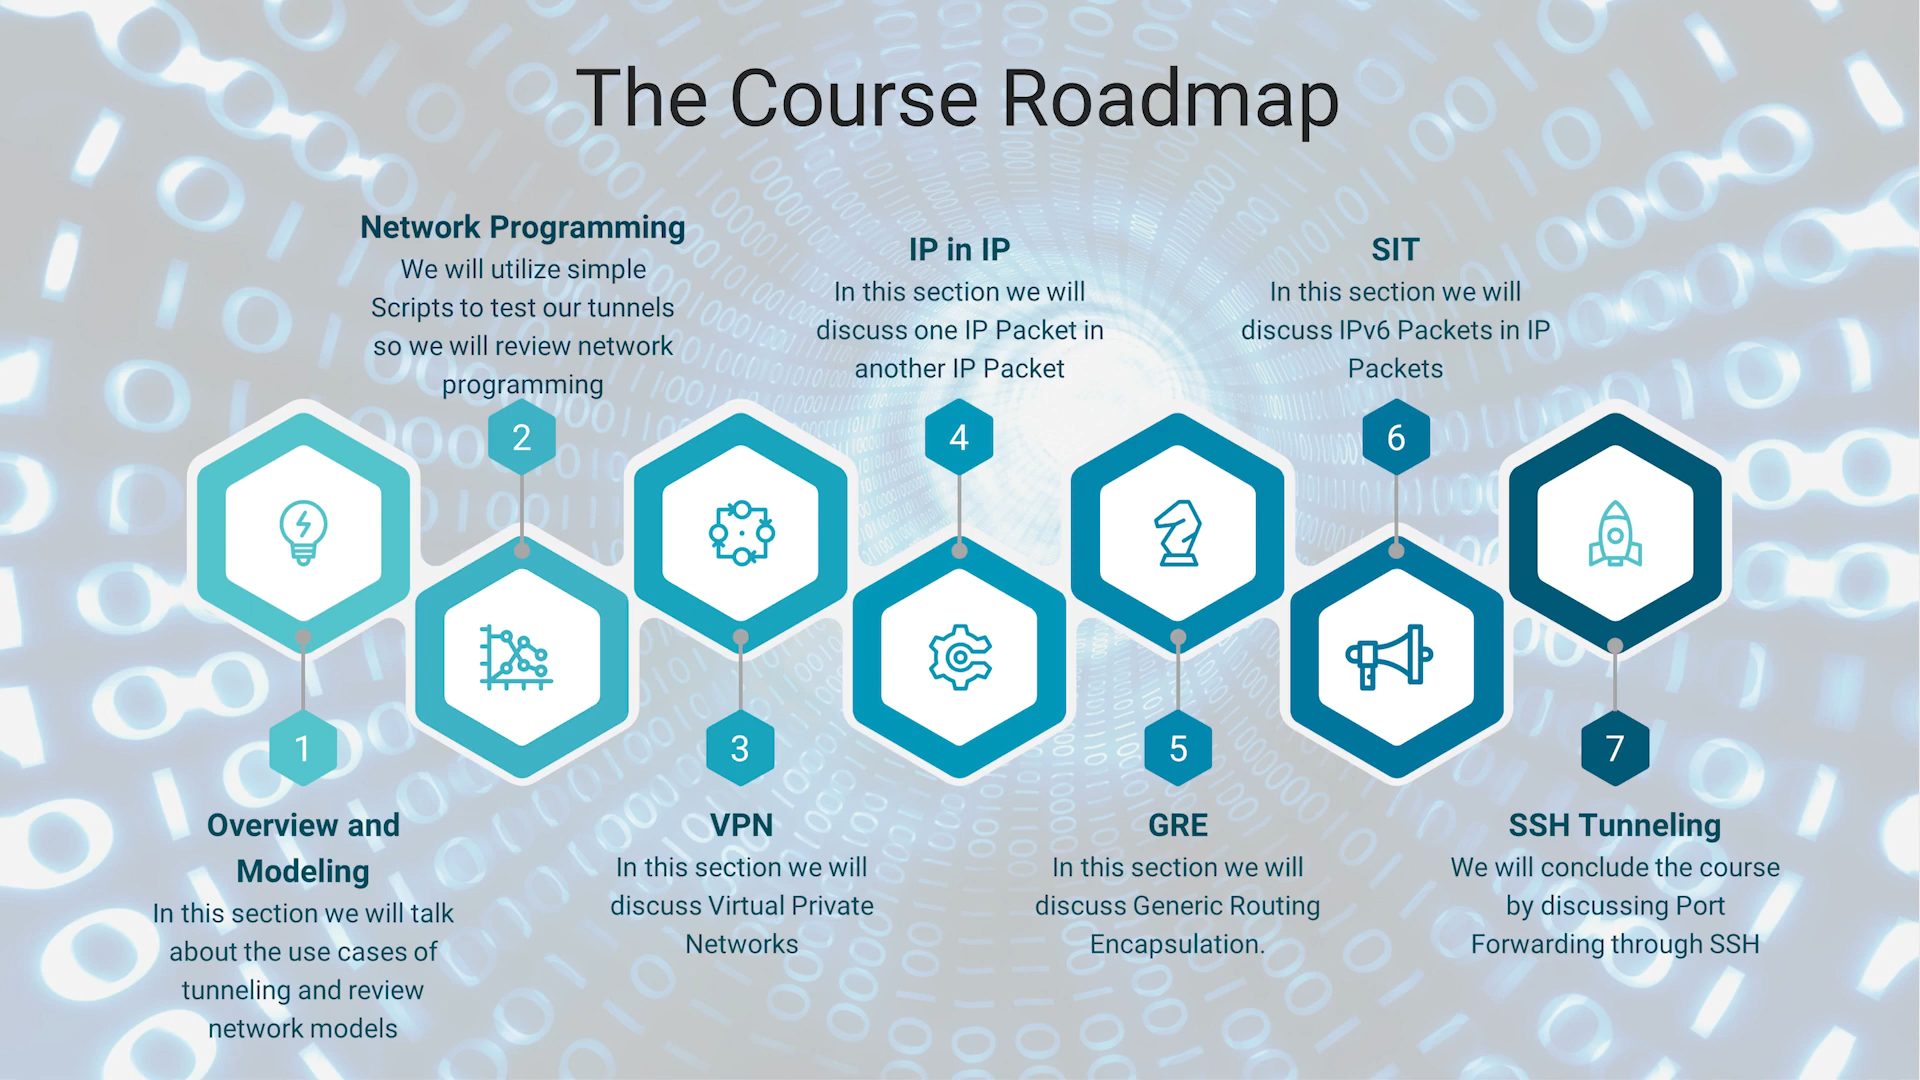 The Course Roadmap
1
Overview and
Modeling
In this section we will talk
about the use cases of
tunneling and review
network models
Network Programming
We will utilize simple
Scripts to test our tunnels
so we will review network
programming
2
3
VPN
In this section we will
discuss Virtual Private
Networks
IP in IP
In this section we will
discuss one IP Packet in
another IP Packet
4
5
GRE
In this section we will
discuss Generic Routing
Encapsulation.
SIT
In this section we will
discuss IPv6 Packets in IP
Packets
6
7
SSH Tunneling
We will conclude the course
by discussing Port
Forwarding through SSH